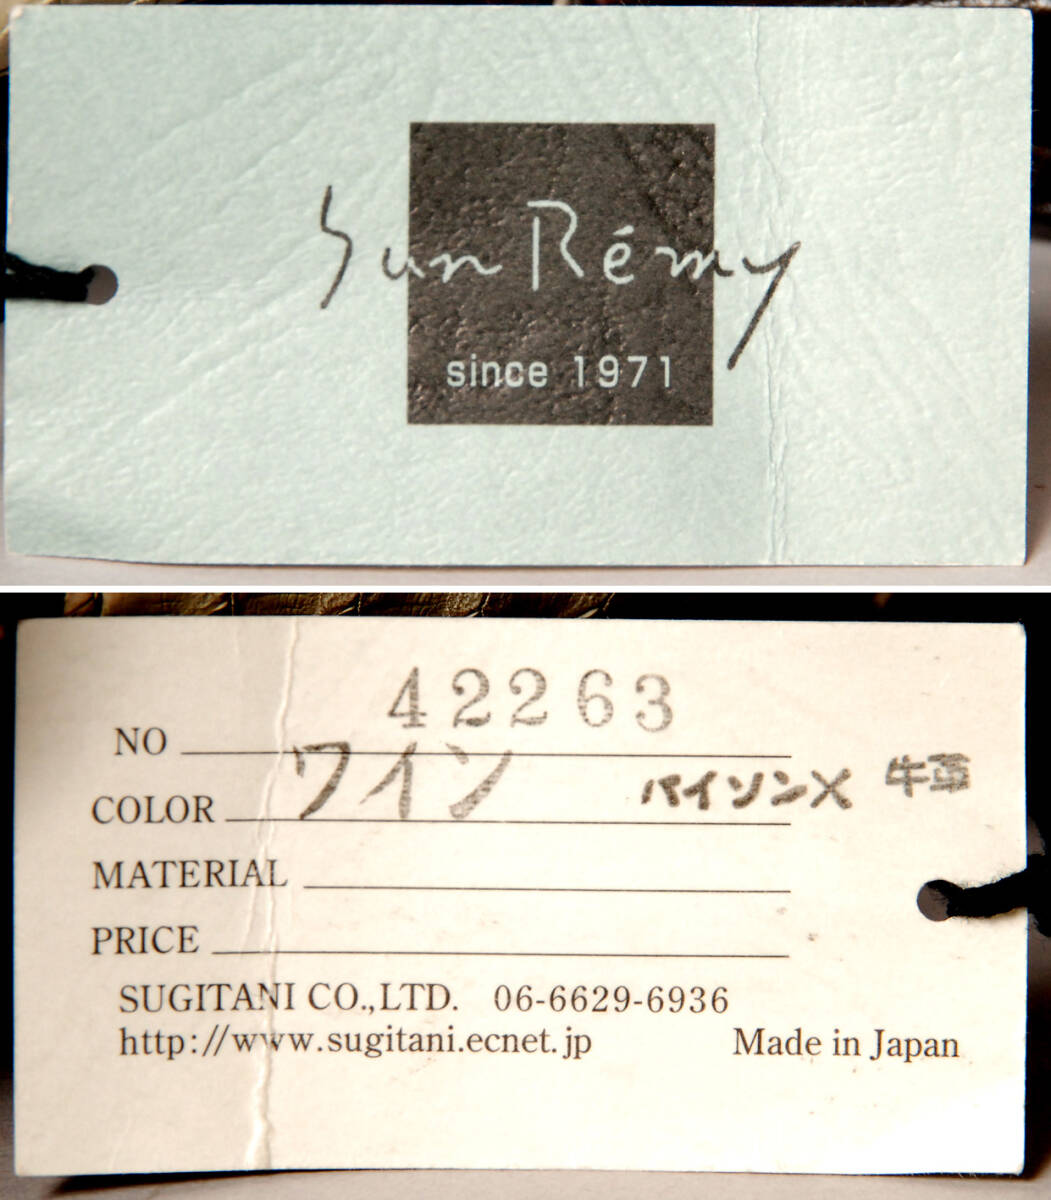 Sun Rémy
since 1971
NO 42263
COLOR ワイン パイソン×牛革
MATERIAL
PRICE
SUGITANI CO.,LTD. 06-6629-6936
http://www.sugitani.ecnet.jp Made in Japan